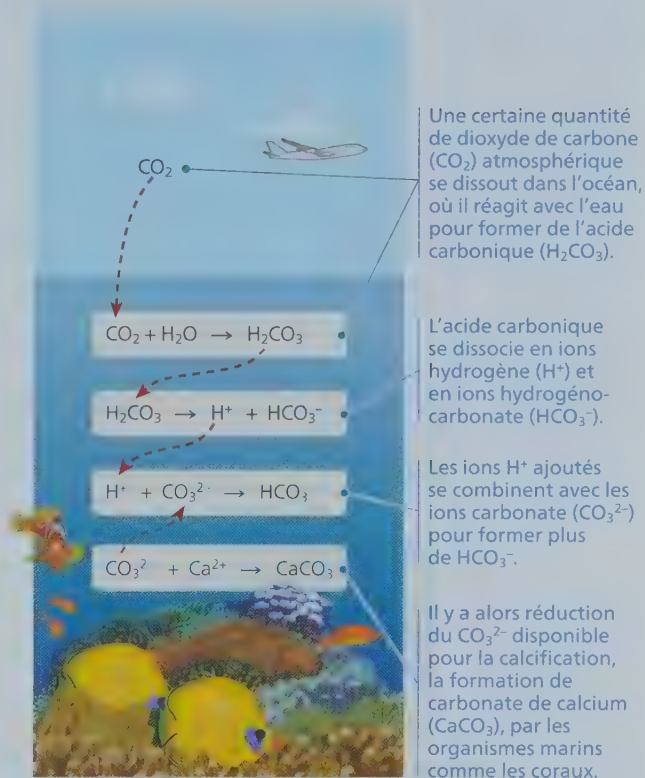 Une certaine quantité
de dioxyde de carbone
(CO₂) atmosphérique
se dissout dans l'océan,
où il réagit avec l'eau
pour former de l'acide
carbonique (H₂CO₃).
CO₂
CO₂ + H₂O → H₂CO₃
L'acide carbonique
se dissocie en ions
hydrogène (H⁺) et
en ions hydrogéno-
carbonate (HCO₃⁻).
H₂CO₃ → H⁺ + HCO₃⁻
Les ions H⁺ ajoutés
se combinent avec les
ions carbonate (CO₃²⁻)
pour former plus
de HCO₃⁻.
H⁺ + CO₃²⁻ → HCO₃
CO₃² + Ca²⁺ → CaCO₃
Il y a alors réduction
du CO₃²⁻ disponible
pour la calcification,
la formation de
carbonate de calcium
(CaCO₃), par les
organismes marins
comme les coraux.